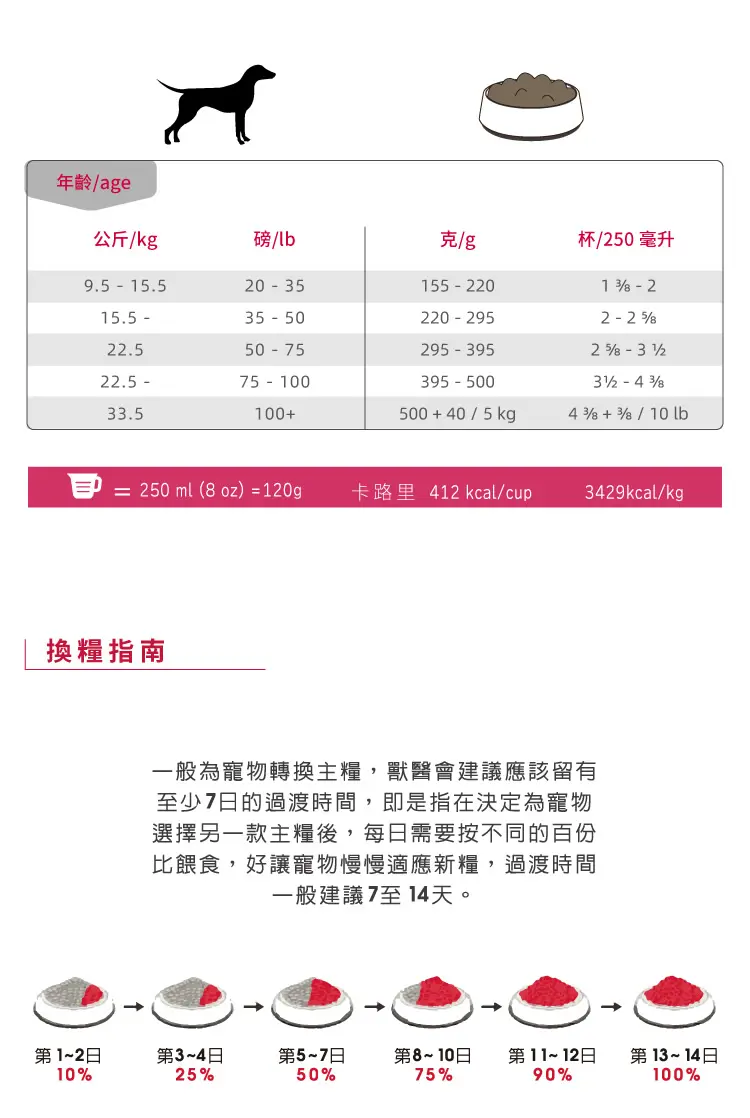 年齡/age
公斤/kg 磅/lb 克/g 杯/250 毫升
9.5 - 15.5 20 - 35 155 - 220 1 ⅜ - 2
15.5 - 35 - 50 220 - 295 2 - 2 ⅝
22.5 50 - 75 295 - 395 2 ⅝ - 3 ½
22.5 - 75 - 100 395 - 500 3½ - 4 ⅜
33.5 100+ 500 + 40 / 5 kg 4 ⅜ + ⅜ / 10 lb
= 250 ml (8 oz) =120g 卡路里 412 kcal/cup 3429kcal/kg
換糧指南
一般為寵物轉換主糧，獸醫會建議應該留有
至少7日的過渡時間，即是指在決定為寵物
選擇另一款主糧後，每日需要按不同的百份
比餵食，好讓寵物慢慢適應新糧，過渡時間
一般建議7至14天。
第1~2日 第3~4日 第5~7日 第8~10日 第11~12日 第13~14日
10% 25% 50% 75% 90% 100%